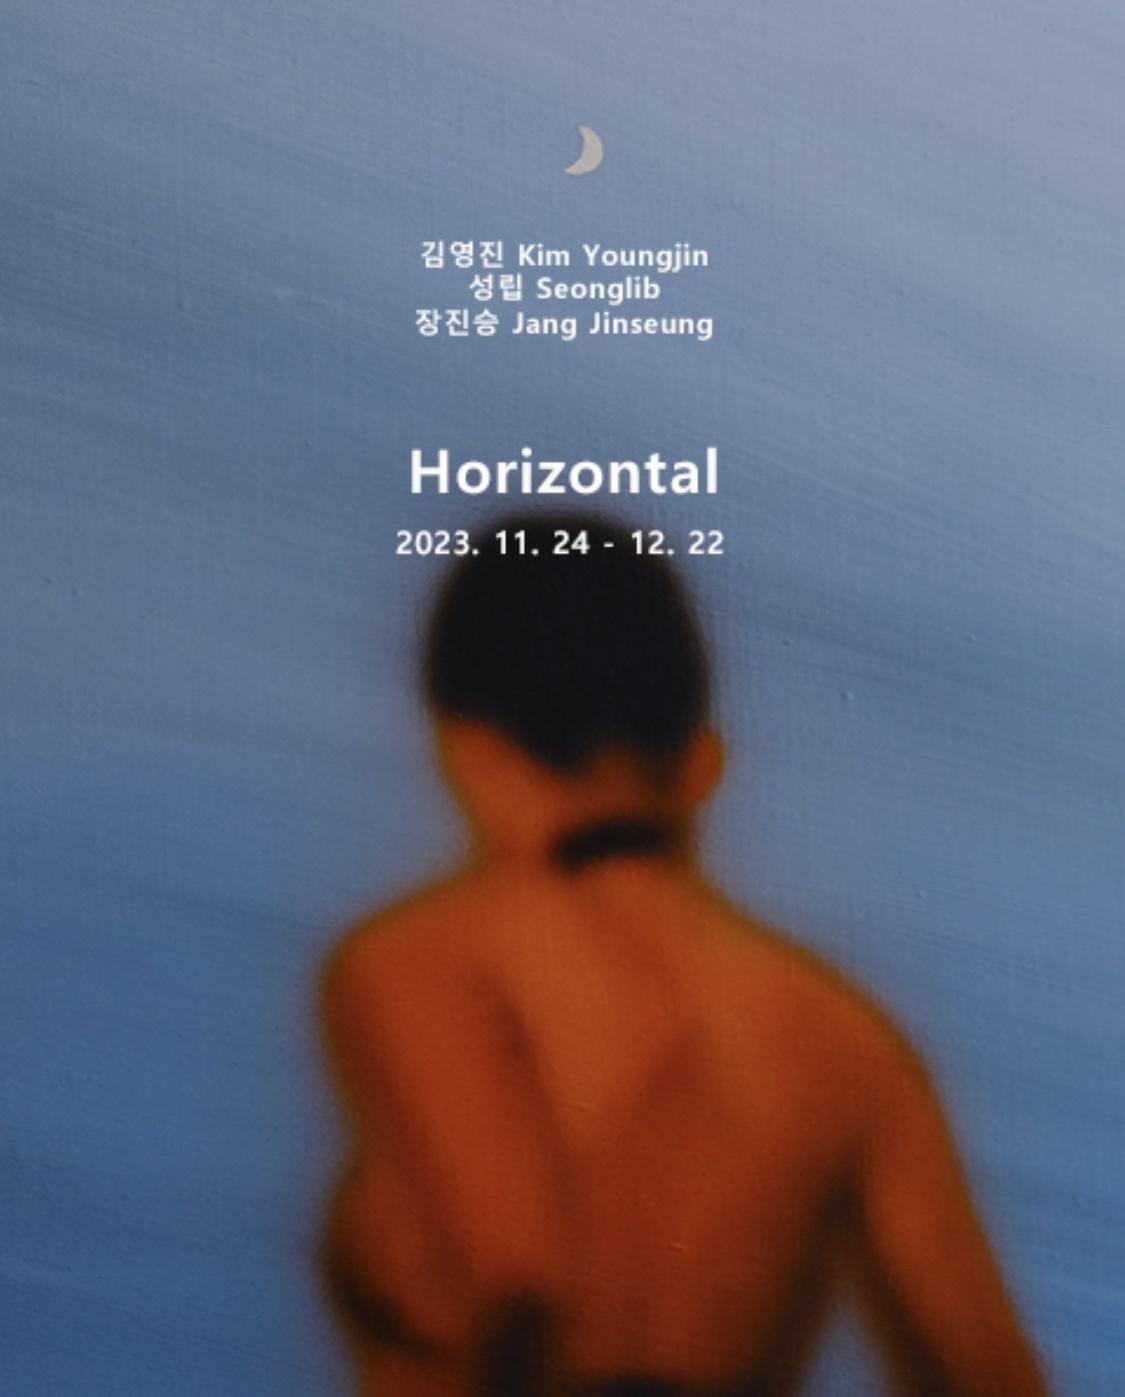 김영진 Kim Youngjin
성립 Seonglib
장진승 Jang Jinseung
Horizontal
2023. 11. 24 - 12. 22